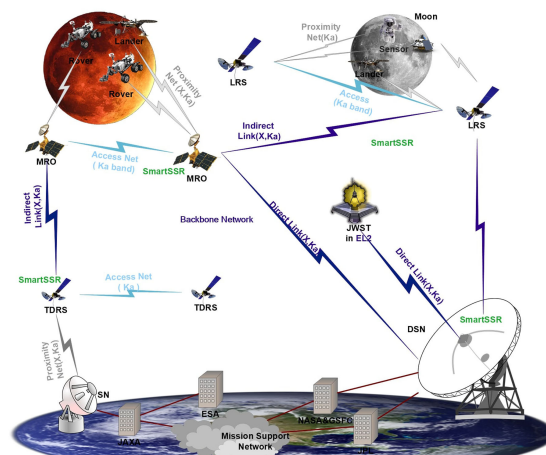 Proximity
Net(Ka)
Moon
Lander
Rover
Sensor
Lander
Rover
Proximity
Net (X,Ka)
LRS
Access
(Ka band)
LRS
Indirect
Link(X,Ka)
SmartSSR
MRO
Access Net
( Ka band)
SmartSSR
MRO
Indirect
Link(X,Ka)
Backbone Network
Direct Link(X,Ka)
JWST
in EL2
Direct Link(X,Ka)
SmartSSR
TDRS
Access Net
( Ka )
TDRS
SmartSSR
DSN
Proximity
Net(X,Ka)
SN
ESA
NASA&GSFC
JAXA
Mission Support
Network
JPL